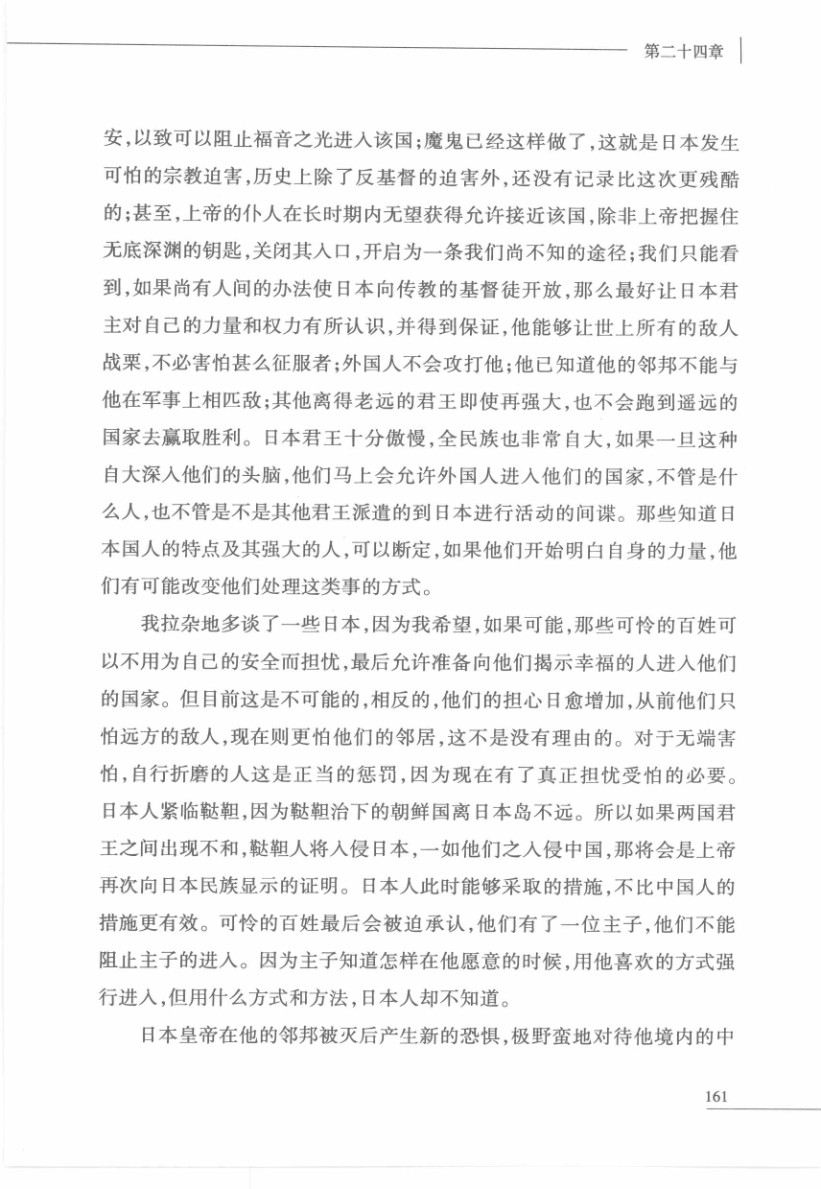 第二十四章
安,以致可以阻止福音之光进入该国;魔鬼已经这样做了,这就是日本发生
可怕的宗教迫害,历史上除了反基督的迫害外,还没有记录比这次更残酷
的;甚至,上帝的仆人在长时期内无望获得允许接近该国,除非上帝把握住
无底深渊的钥匙,关闭其入口,开启为一条我们尚不知的途径;我们只能看
到,如果尚有人间的办法使日本向传教的基督徒开放,那么最好让日本君
主对自己的力量和权力有所认识,并得到保证,他能够让世上所有的敌人
战栗,不必害怕甚么征服者;外国人不会攻打他;他已知道他的邻邦不能与
他在军事上相匹敌;其他离得老远的君王即使再强大,也不会跑到遥远的
国家去赢取胜利。日本君王十分傲慢,全民族也非常自大,如果一旦这种
自大深入他们的头脑,他们马上会允许外国人进入他们的国家,不管是什
么人,也不管是不是其他君王派遣的到日本进行活动的间谍。那些知道日
本国人的特点及其强大的人,可以断定,如果他们开始明白自身的力量,他
们有可能改变他们处理这类事的方式。
我拉杂地多谈了一些日本,因为我希望,如果可能,那些可怜的百姓可
以不用为自己的安全而担忧,最后允许准备向他们揭示幸福的人进入他们
的国家。但目前这是不可能的,相反的,他们的担心日愈增加,从前他们只
怕远方的敌人,现在则更怕他们的邻居,这不是没有理由的。对于无端害
怕,自行折磨的人这是正当的惩罚,因为现在有了真正担忧受怕的必要。
日本人紧临鞑靼,因为鞑靼治下的朝鲜国离日本岛不远。所以如果两国君
王之间出现不和,鞑靼人将入侵日本,一如他们之入侵中国,那将会是上帝
再次向日本民族显示的证明。日本人此时能够采取的措施,不比中国人的
措施更有效。可怜的百姓最后会被迫承认,他们有了一位主子,他们不能
阻止主子的进入。因为主子知道怎样在他愿意的时候,用他喜欢的方式强
行进入,但用什么方式和方法,日本人却不知道。
日本皇帝在他的邻邦被灭后产生新的恐惧,极野蛮地对待他境内的中
161